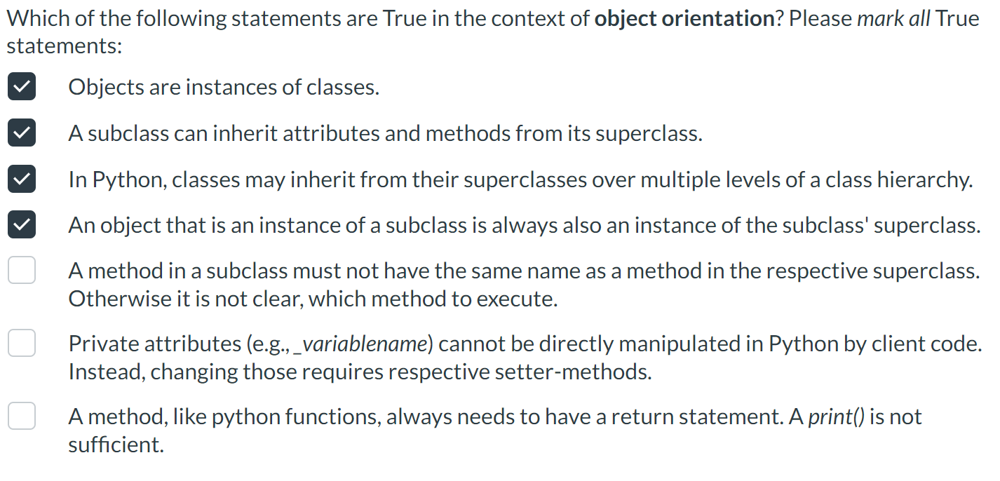 Which of the following statements are True in the context of object orientation? Please mark all True
statements:
Objects are instances of classes.
A subclass can inherit attributes and methods from its superclass.
In Python, classes may inherit from their superclasses over multiple levels of a class hierarchy.
An object that is an instance of a subclass is always also an instance of the subclass' superclass.
A method in a subclass must not have the same name as a method in the respective superclass.
Otherwise it is not clear, which method to execute.
Private attributes (e.g., _variablename) cannot be directly manipulated in Python by client code.
Instead, changing those requires respective setter-methods.
A method, like python functions, always needs to have a return statement. A print() is not
sufficient.